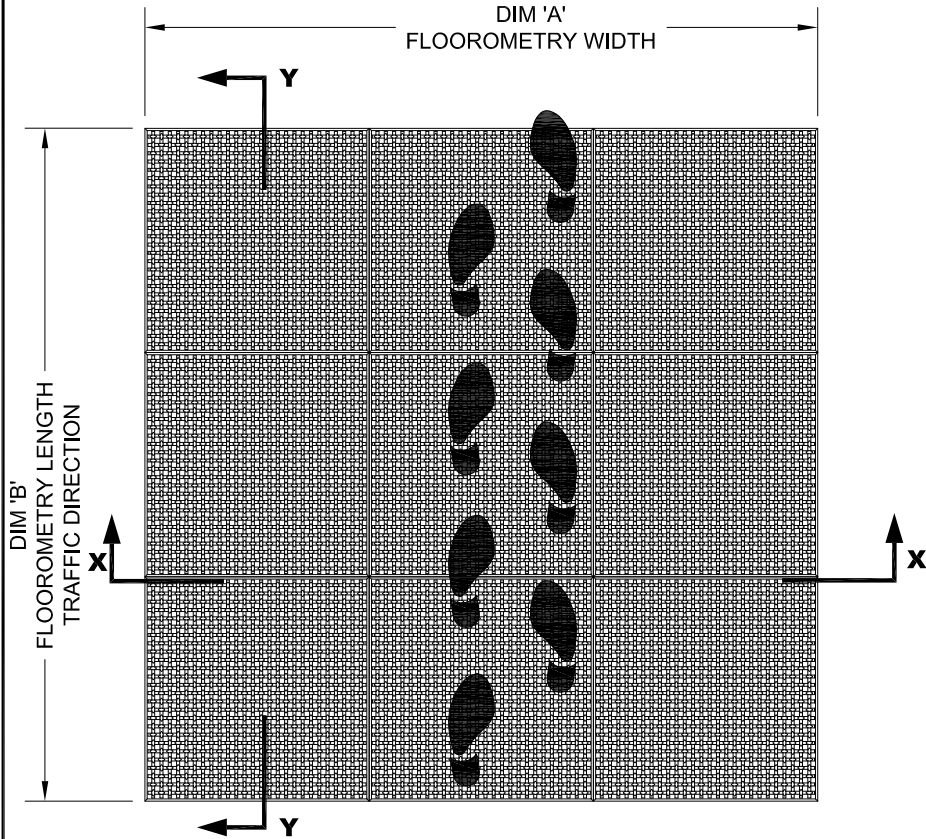 DIM 'A'
FLOOROMETRY WIDTH
Y
DIM 'B'
FLOOROMETRY LENGTH
TRAFFIC DIRECTION
X
X
Y